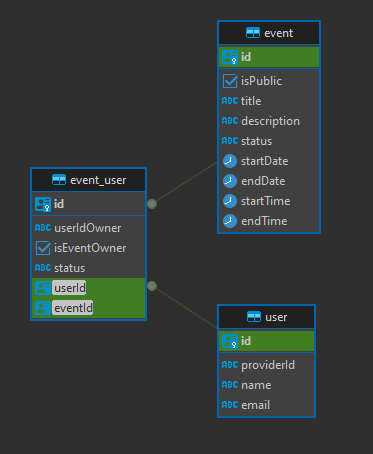 event
id
isPublic
ABC title
ABC description
ABC status
startDate
endDate
startTime
endTime
event_user
id
ABC userIdOwner
isEventOwner
ABC status
userId
eventId
user
id
ABC providerId
ABC name
ABC email